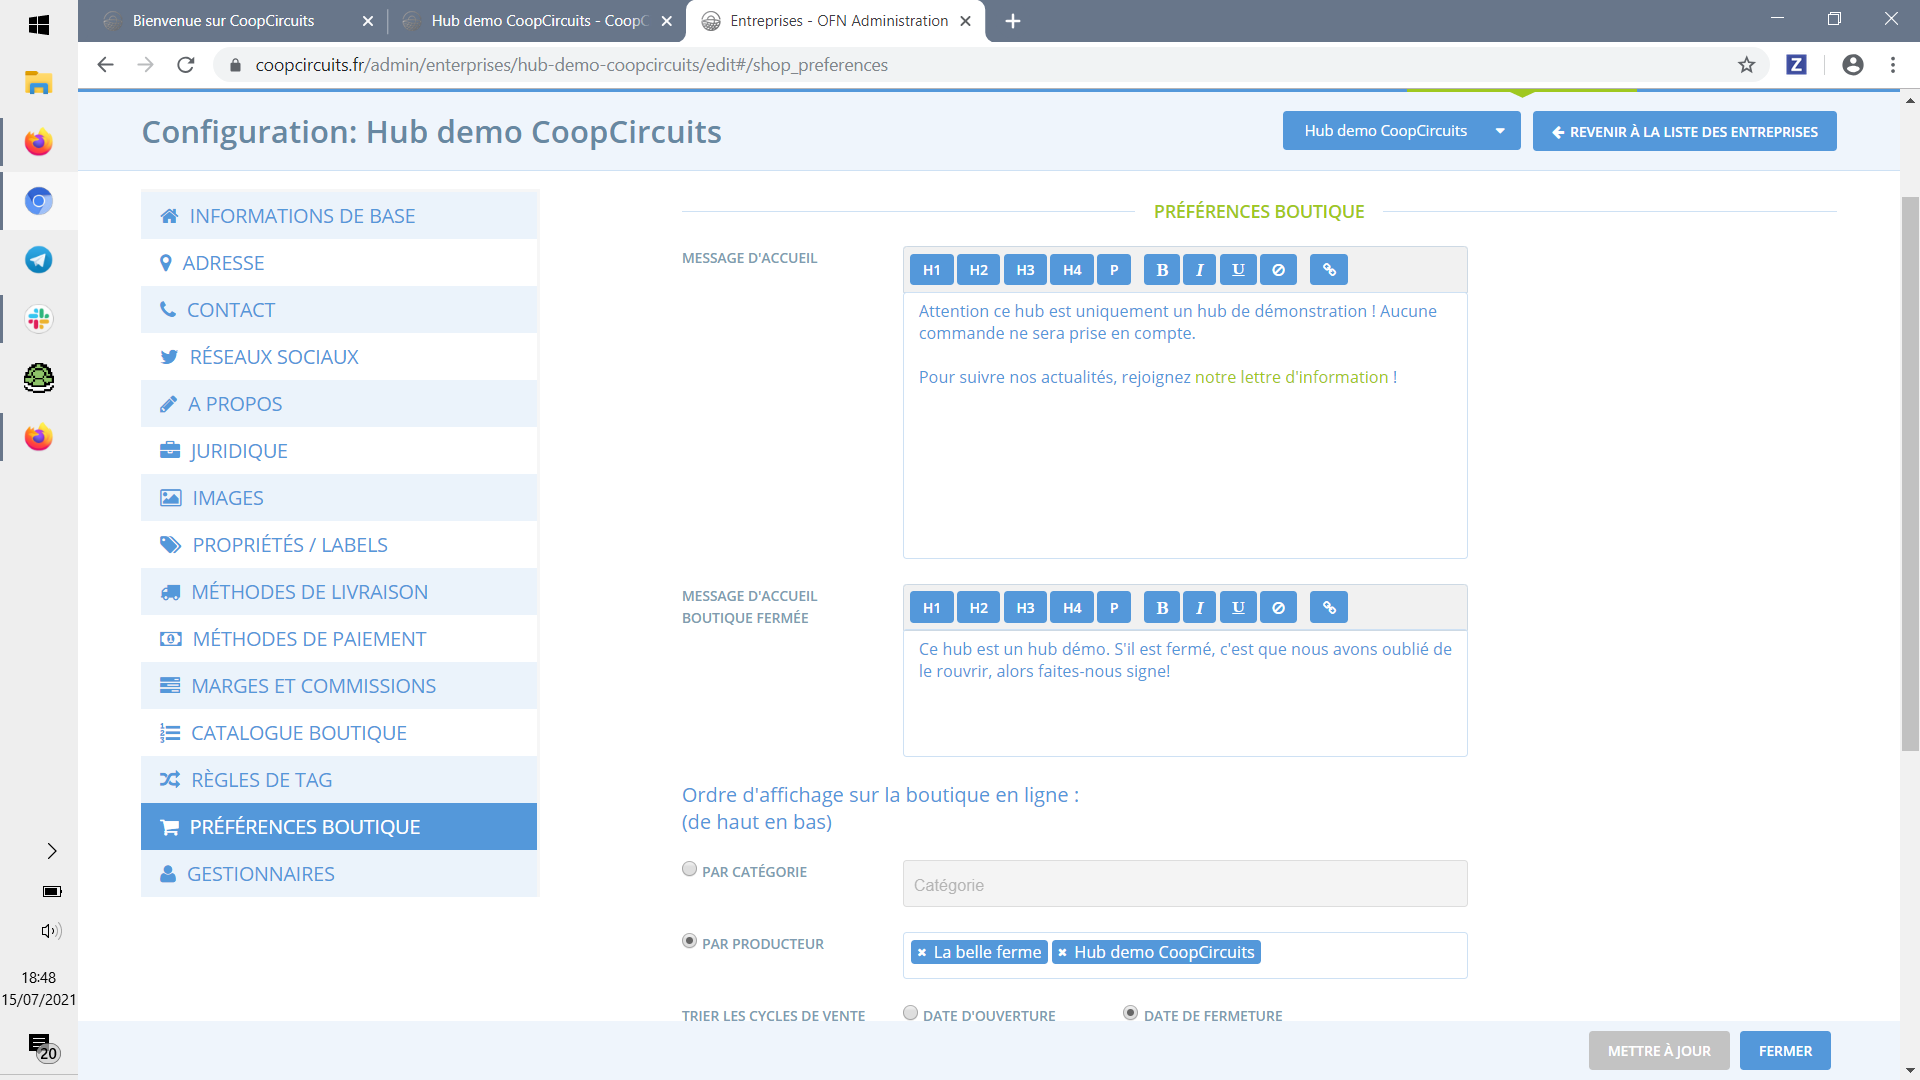 Bienvenue sur CoopCircuits
Hub demo CoopCircuits - CoopC
Entreprises - OFN Administration
coopcircuits.fr/admin/enterprises/hub-demo-coopcircuits/edit#/shop_preferences
Z
Configuration: Hub demo CoopCircuits
Hub demo CoopCircuits
REVENIR À LA LISTE DES ENTREPRISES
INFORMATIONS DE BASE
ADRESSE
CONTACT
RÉSEAUX SOCIAUX
A PROPOS
JURIDIQUE
IMAGES
PROPRIÉTÉS / LABELS
MÉTHODES DE LIVRAISON
MÉTHODES DE PAIEMENT
MARGES ET COMMISSIONS
CATALOGUE BOUTIQUE
RÈGLES DE TAG
PRÉFÉRENCES BOUTIQUE
GESTIONNAIRES
PRÉFÉRENCES BOUTIQUE
MESSAGE D'ACCUEIL
H1 H2 H3 H4 P B I U
Attention ce hub est uniquement un hub de démonstration ! Aucune
commande ne sera prise en compte.
Pour suivre nos actualités, rejoignez notre lettre d'information !
MESSAGE D'ACCUEIL
BOUTIQUE FERMÉE
H1 H2 H3 H4 P B I U
Ce hub est un hub démo. S'il est fermé, c'est que nous avons oublié de
le rouvrir, alors faites-nous signe!
Ordre d'affichage sur la boutique en ligne :
(de haut en bas)
PAR CATÉGORIE
Catégorie
PAR PRODUCTEUR
La belle ferme
Hub demo CoopCircuits
TRIER LES CYCLES DE VENTE
DATE D'OUVERTURE
DATE DE FERMETURE
METTRE À JOUR
FERMER
18:48
15/07/2021
20